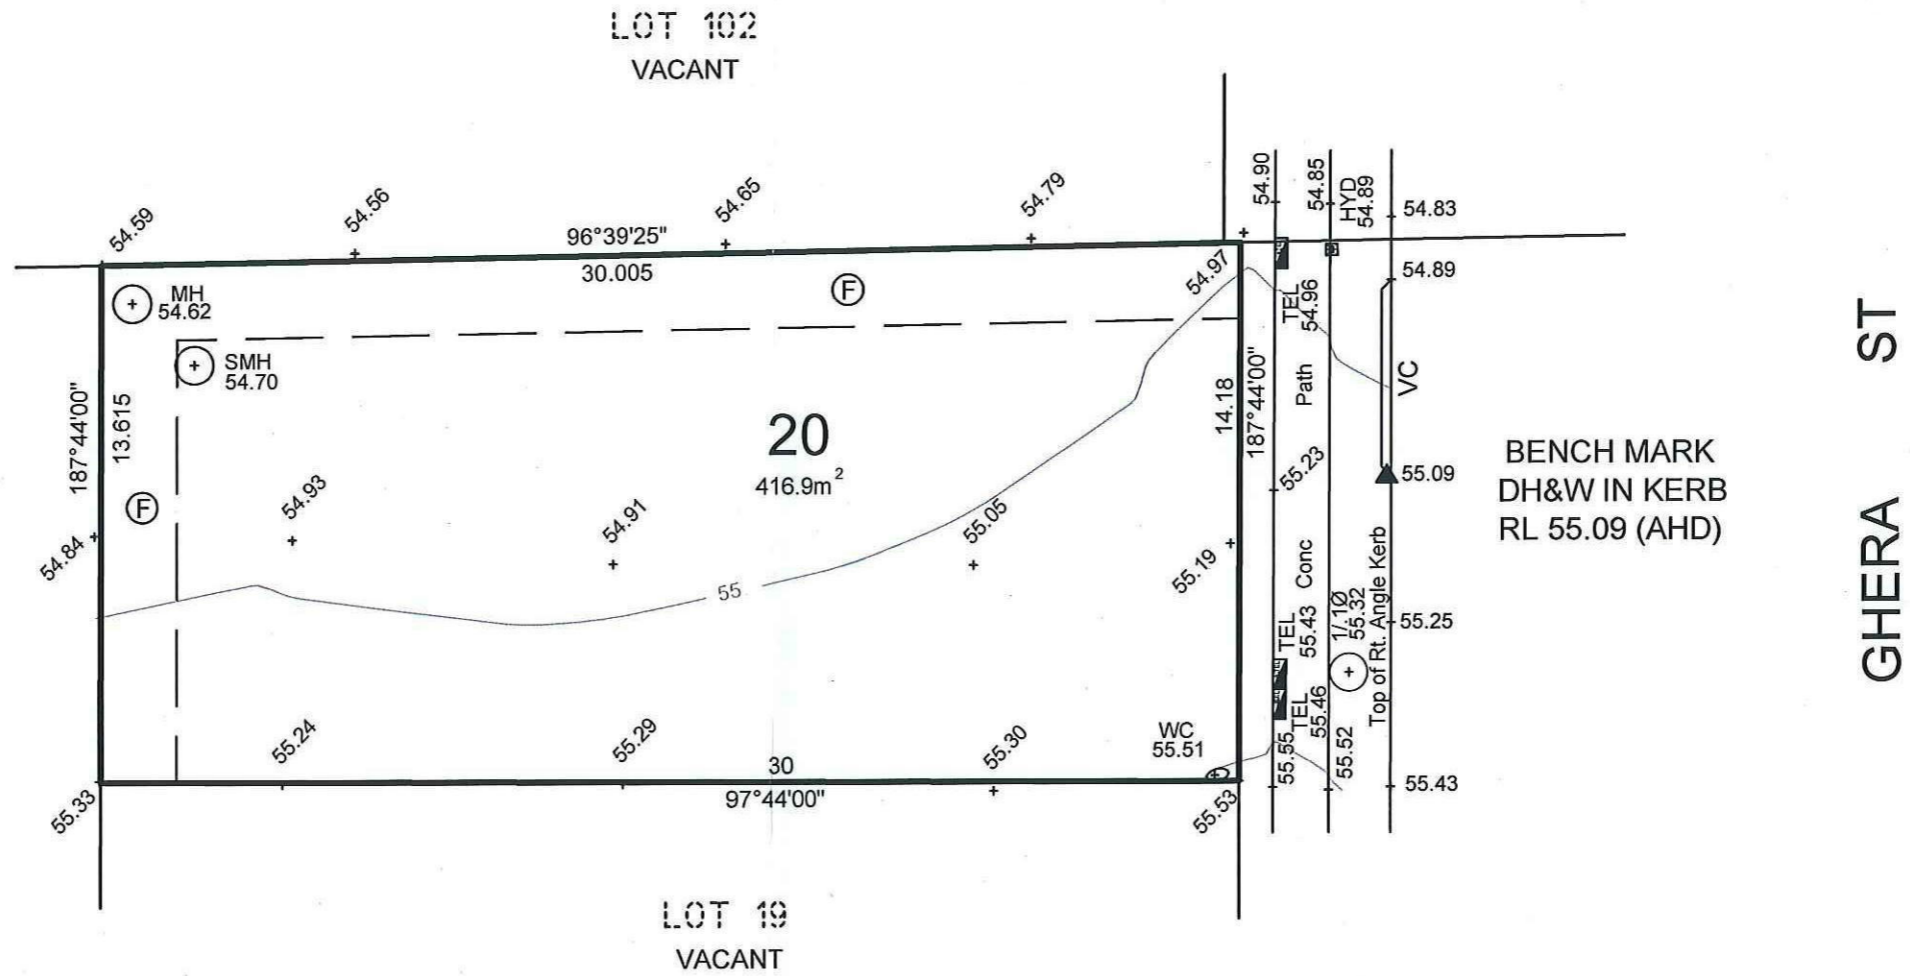 LOT 102
VACANT
54.59
54.56
54.65
54.79
54.90
54.85
HYD
54.89
54.83
96°39'25"
30.005
54.97
54.89
MH
54.62
F
TEL
54.96
SMH
54.70
187°44'00"
13.615
20
416.9m²
14.18
187°44'00"
Path
VC
ST
BENCH MARK
DH&W IN KERB
RL 55.09 (AHD)
55.09
55.23
F
54.93
54.91
55.05
54.84
55.19
Conc
Top of Rt. Angle Kerb
GHERA
55
TEL
55.43
1/.1Ø
55.32
55.25
55.24
55.29
55.30
WC
55.51
TEL
55.46
55.55
55.52
55.43
30
97°44'00"
55.33
55.53
LOT 19
VACANT